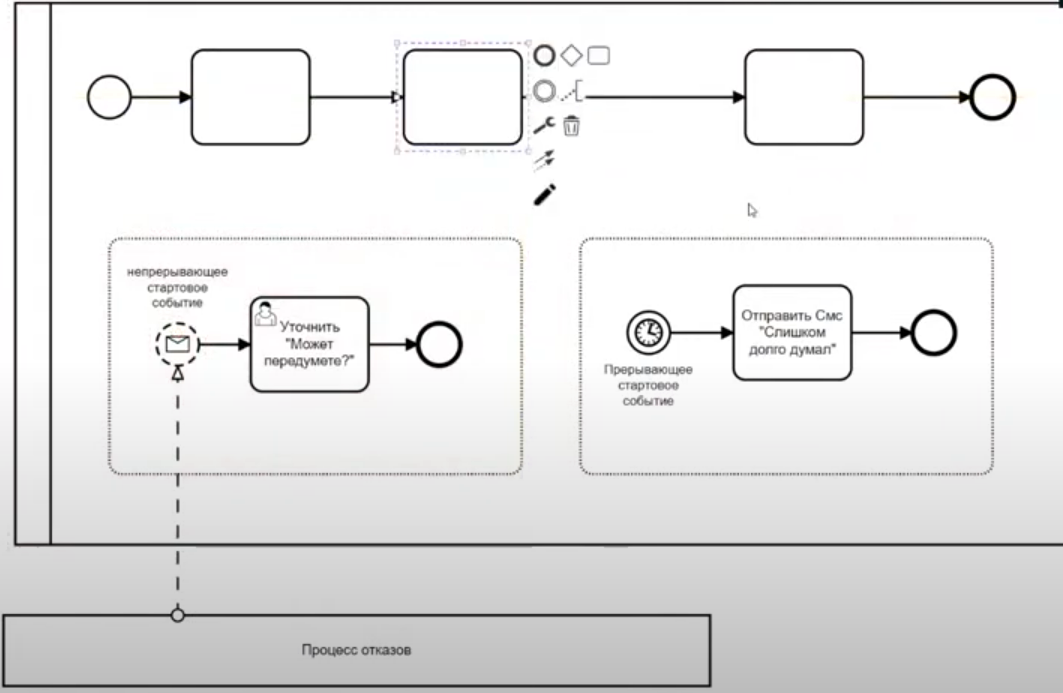 непрерывающее
стартовое
событие
Уточнить
"Может
передумете?"
Отправить Смс
"Слишком
долго думал"
Прерывающее
стартовое
событие
Процесс отказов